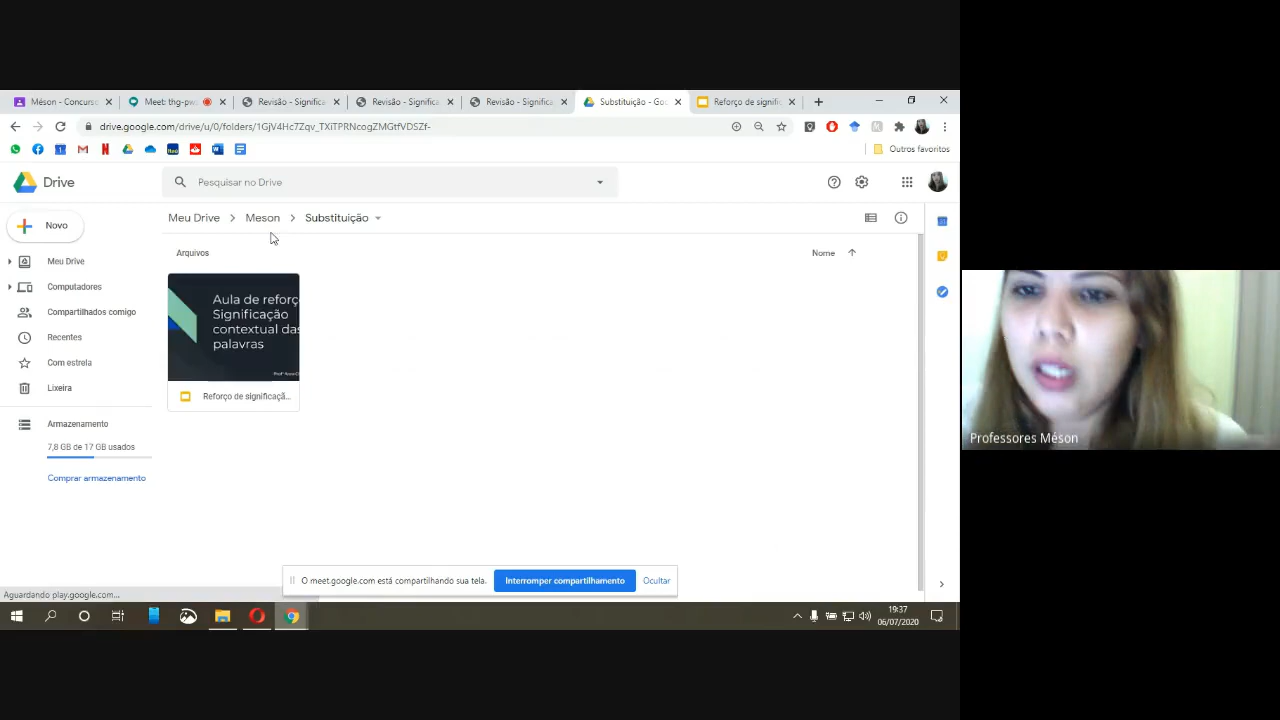 Méson - Concurso
Meet: thg-pwo
Revisão - Significa
Revisão - Significa
Revisão - Significa
Substituição - Goo
Reforço de signific
drive.google.com/drive/u/0/folders/1GjV4Hc7Zqv_TXiTPRNcogZMGtfVDSZf-
Outros favoritos
Drive
Pesquisar no Drive
Novo
Meu Drive
Meson
Substituição
Arquivos
Nome
Meu Drive
Computadores
Compartilhados comigo
Recentes
Com estrela
Lixeira
Armazenamento
7,8 GB de 17 GB usados
Comprar armazenamento
Aula de reforç
Significação
contextual das
palavras
Reforço de significaçã...
O meet.google.com está compartilhando sua tela.
Interromper compartilhamento
Ocultar
Aguardando play.google.com...
19:37
06/07/2020
Professores Méson